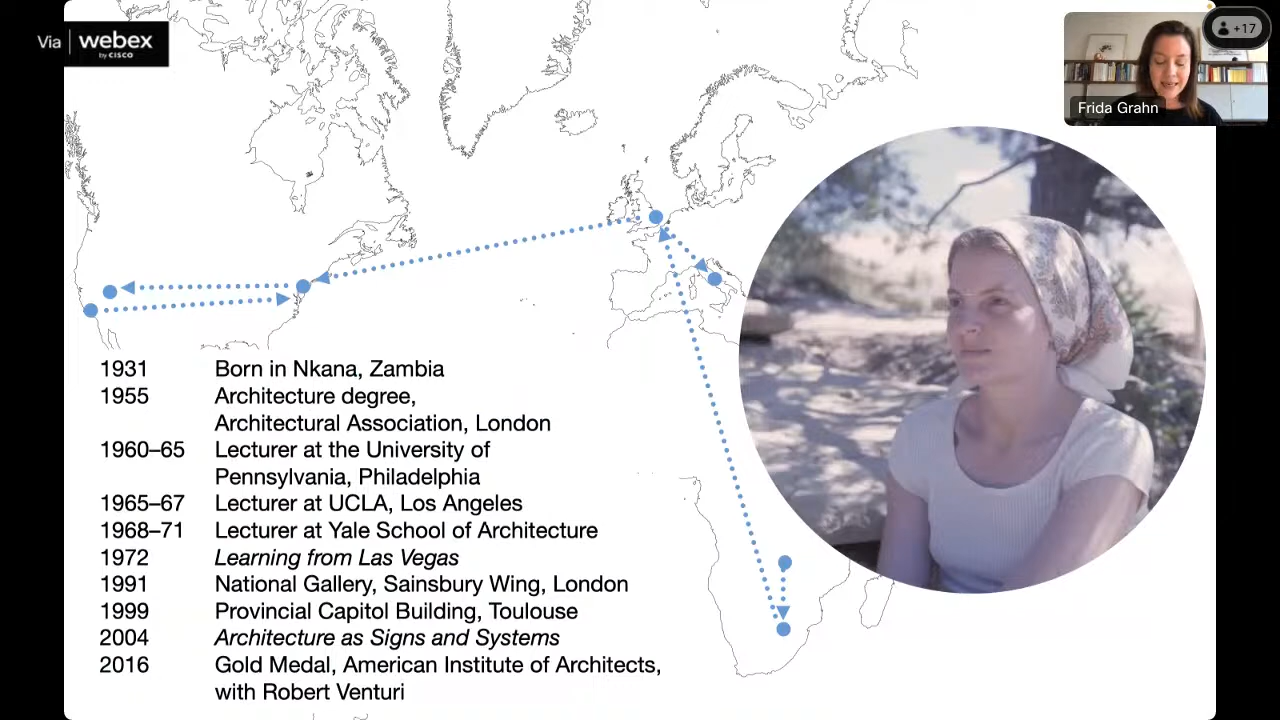 Via webex
by CISCO
+17
Frida Grahn
1931 Born in Nkana, Zambia
1955 Architecture degree,
Architectural Association, London
1960–65 Lecturer at the University of
Pennsylvania, Philadelphia
1965–67 Lecturer at UCLA, Los Angeles
1968–71 Lecturer at Yale School of Architecture
1972 Learning from Las Vegas
1991 National Gallery, Sainsbury Wing, London
1999 Provincial Capitol Building, Toulouse
2004 Architecture as Signs and Systems
2016 Gold Medal, American Institute of Architects,
with Robert Venturi